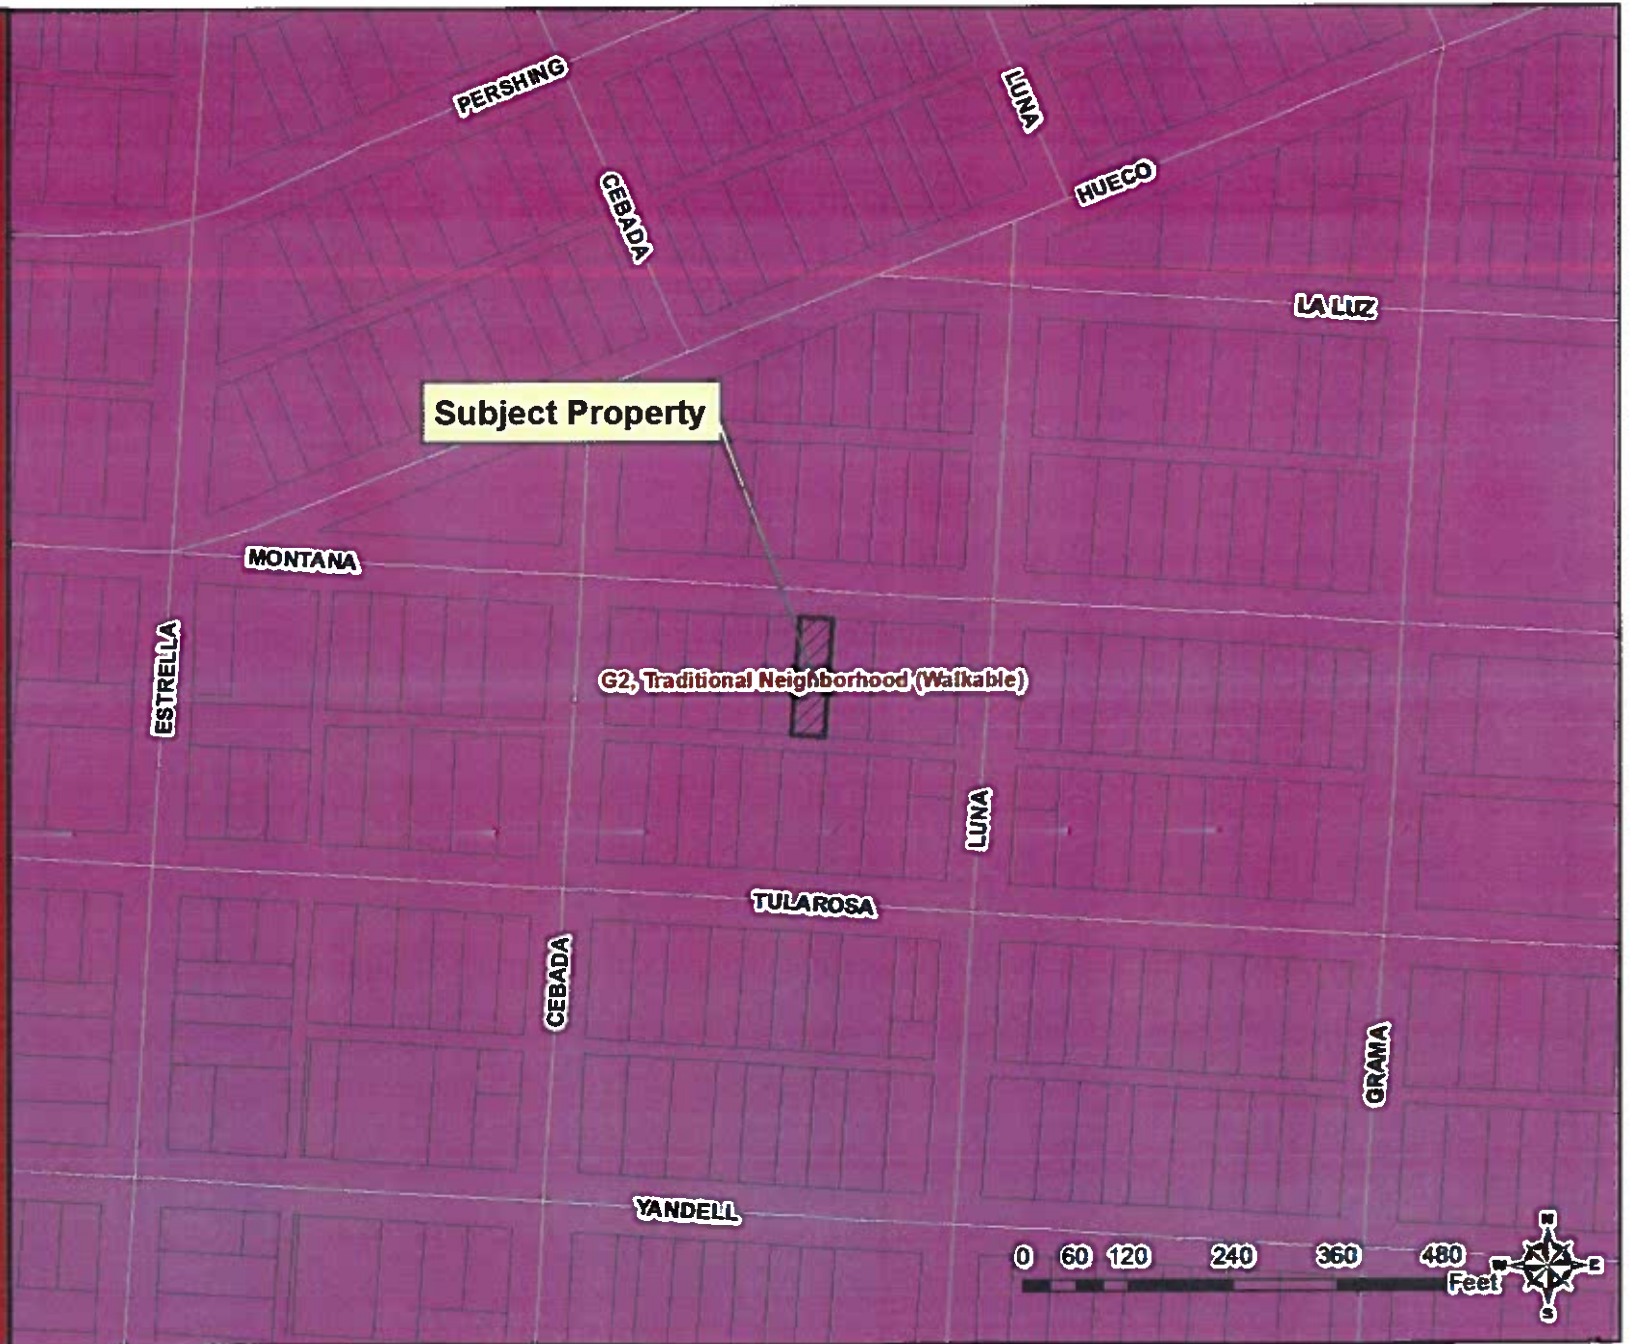 PERSHING
LUNA
CEBADA
HUECO
LA LUZ
Subject Property
MONTANA
ESTRELLA
G2, Traditional Neighborhood (Walkable)
LUNA
TULAROSA
CEBADA
GRAMA
YANDELL
N
0 60 120 240 360 480
W E
Feet
S